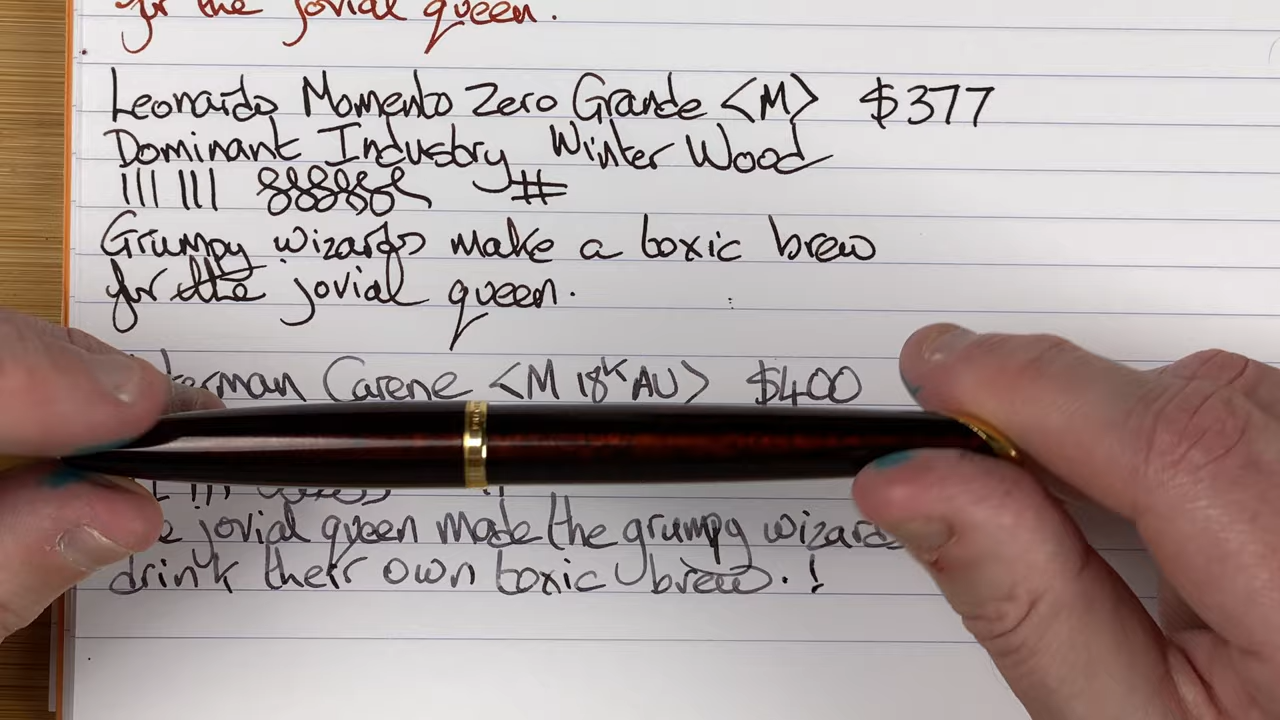 for the jovial queen.
Leonardo Momento Zero Grande <M> $377
Dominant Industry Winter Wood
||| ||| #
Grumpy wizards make a toxic brew
for the jovial queen.
Carene <M 18K AU> $400
jovial queen made the grumpy wizards
drink their own toxic brew.!